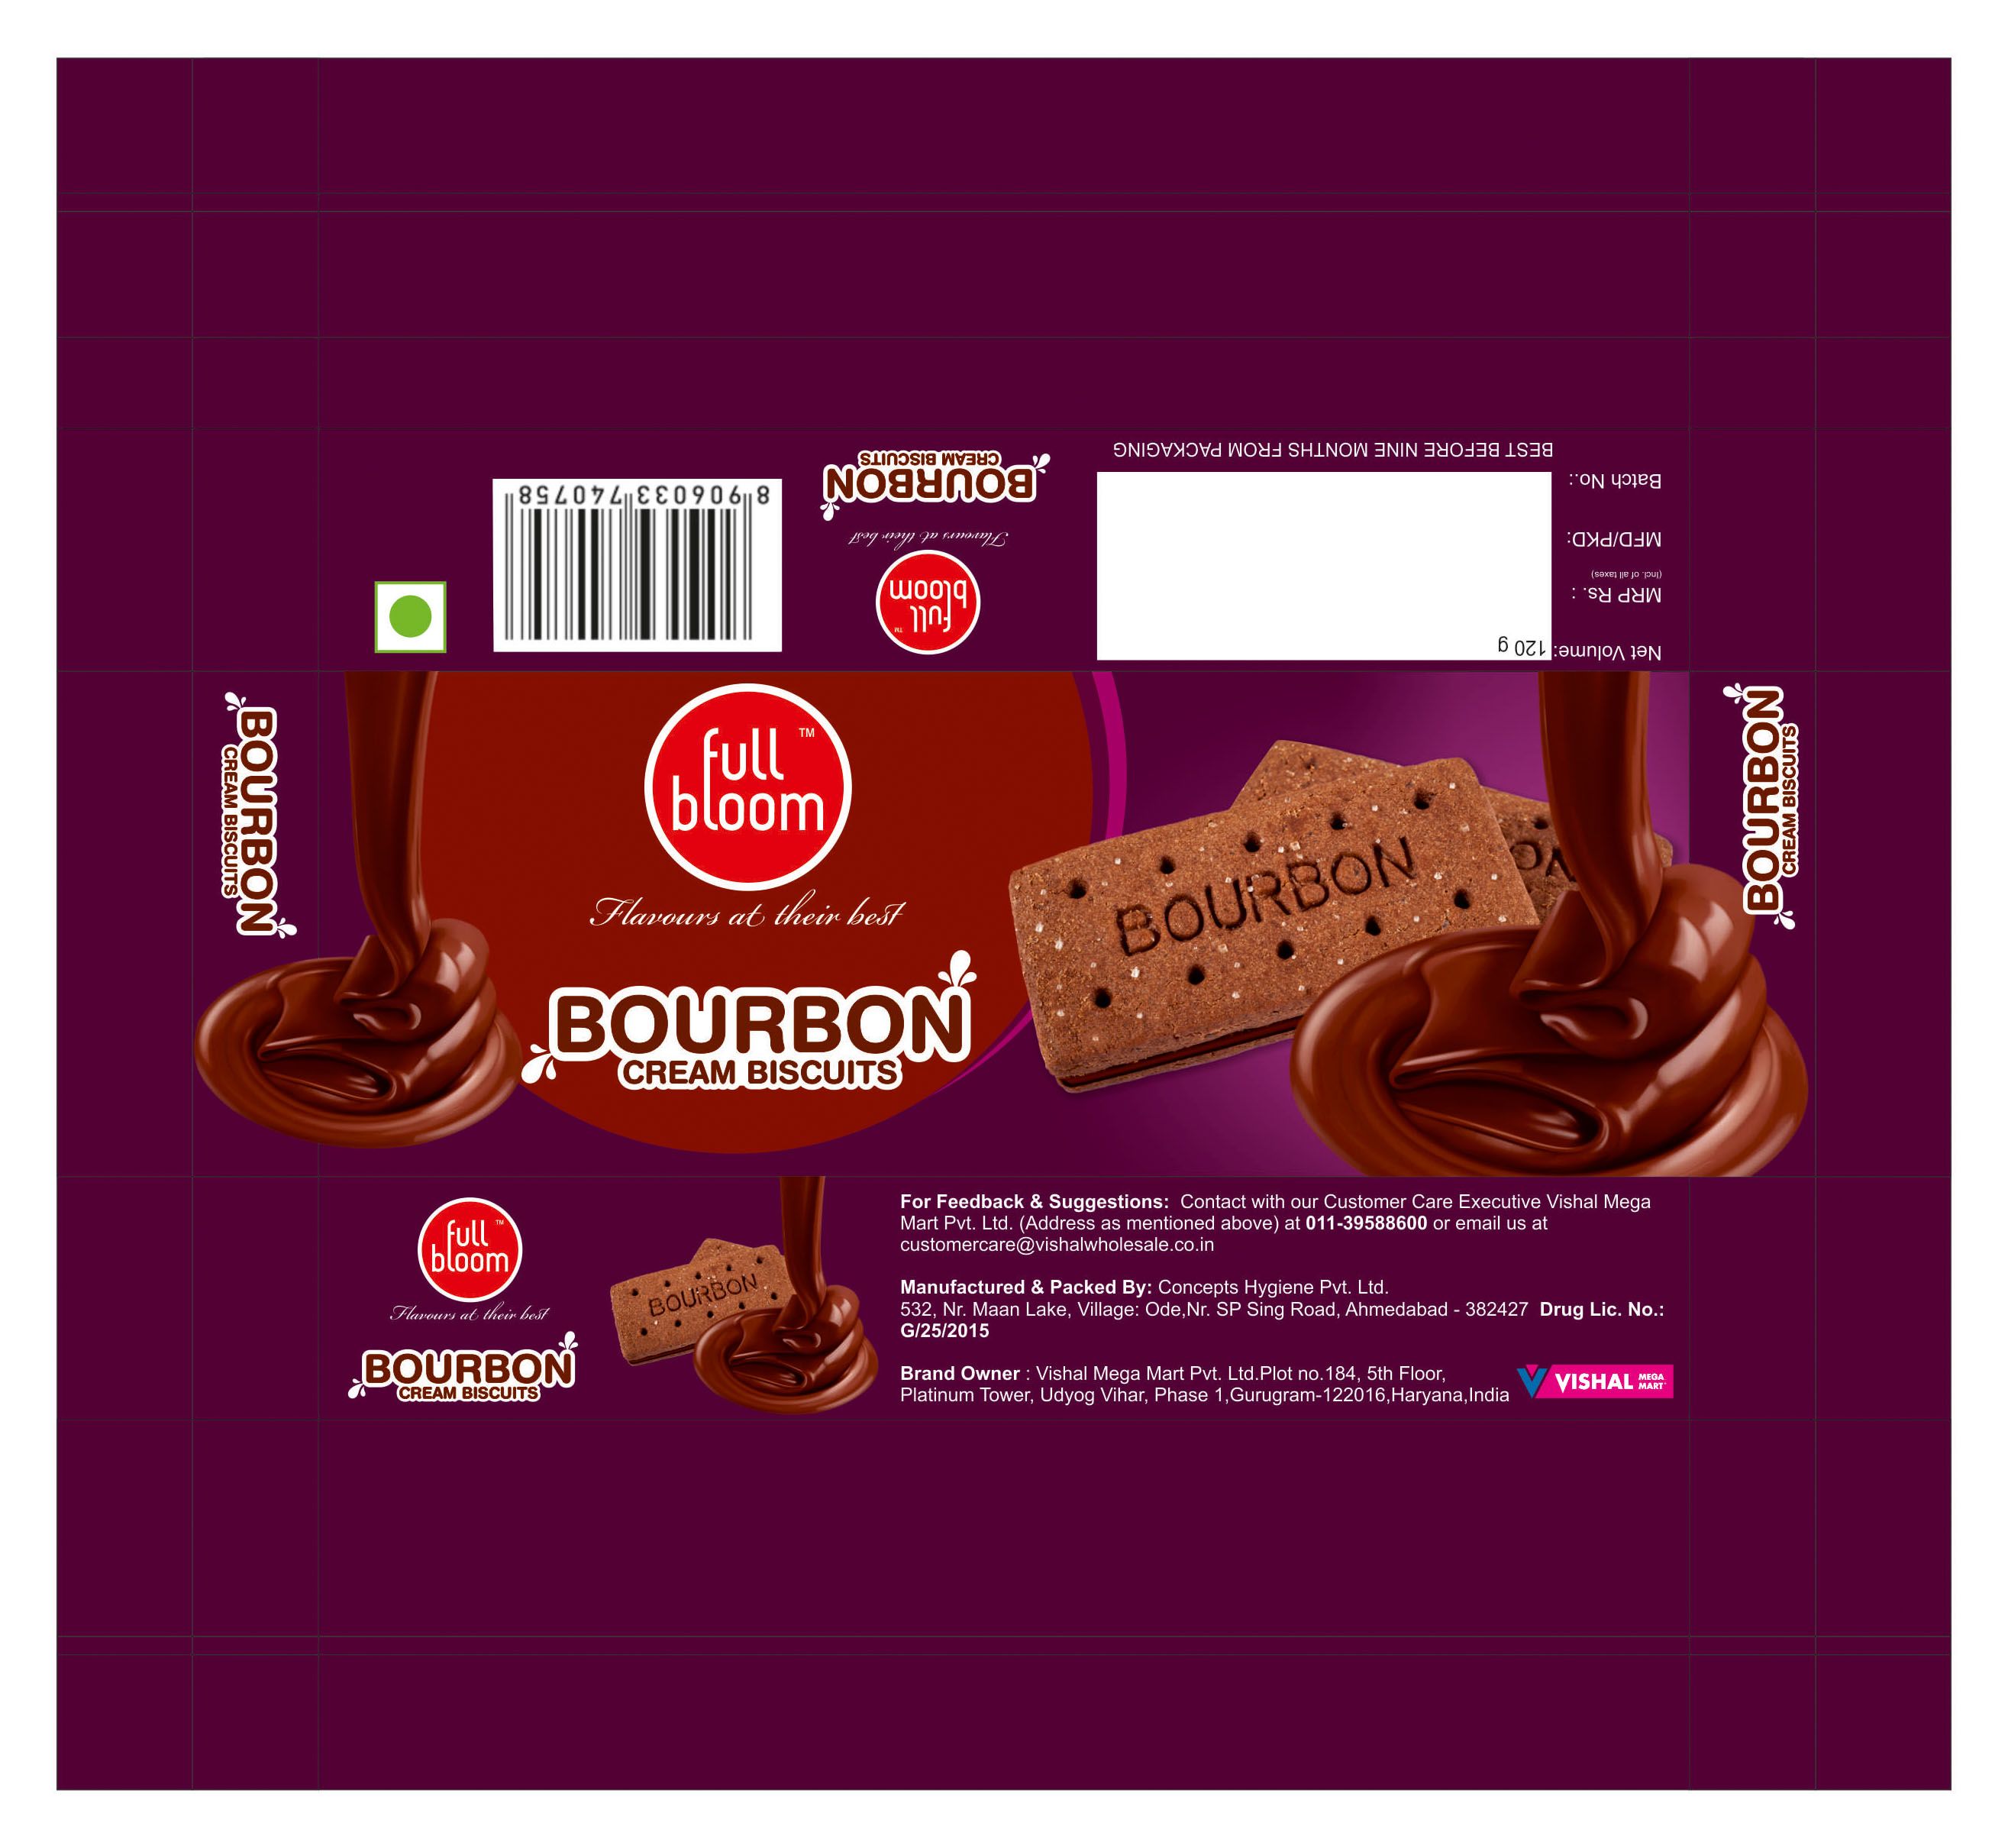 BEST BEFORE NINE MONTHS FROM PACKAGING
Batch No.:
MFD/PKD:
(Incl. of all taxes)
MRP Rs. :
Net Volume: 120 g
full
bloom
TM
Flavours at their best
BOURBON
CREAM BISCUITS
8 906033 740758
BOURBON
CREAM BISCUITS
full
bloom
TM
Flavours at their best
BOURBON
CREAM BISCUITS
BOURBON
BOURBON
CREAM BISCUITS
full
bloom
TM
Flavours at their best
BOURBON
CREAM BISCUITS
BOURBON
For Feedback & Suggestions: Contact with our Customer Care Executive Vishal Mega
Mart Pvt. Ltd. (Address as mentioned above) at 011-39588600 or email us at
customercare@vishalwholesale.co.in
Manufactured & Packed By: Concepts Hygiene Pvt. Ltd.
532, Nr. Maan Lake, Village: Ode,Nr. SP Sing Road, Ahmedabad - 382427 Drug Lic. No.:
G/25/2015
Brand Owner : Vishal Mega Mart Pvt. Ltd.Plot no.184, 5th Floor,
Platinum Tower, Udyog Vihar, Phase 1,Gurugram-122016,Haryana,India
VISHAL MEGA
MART